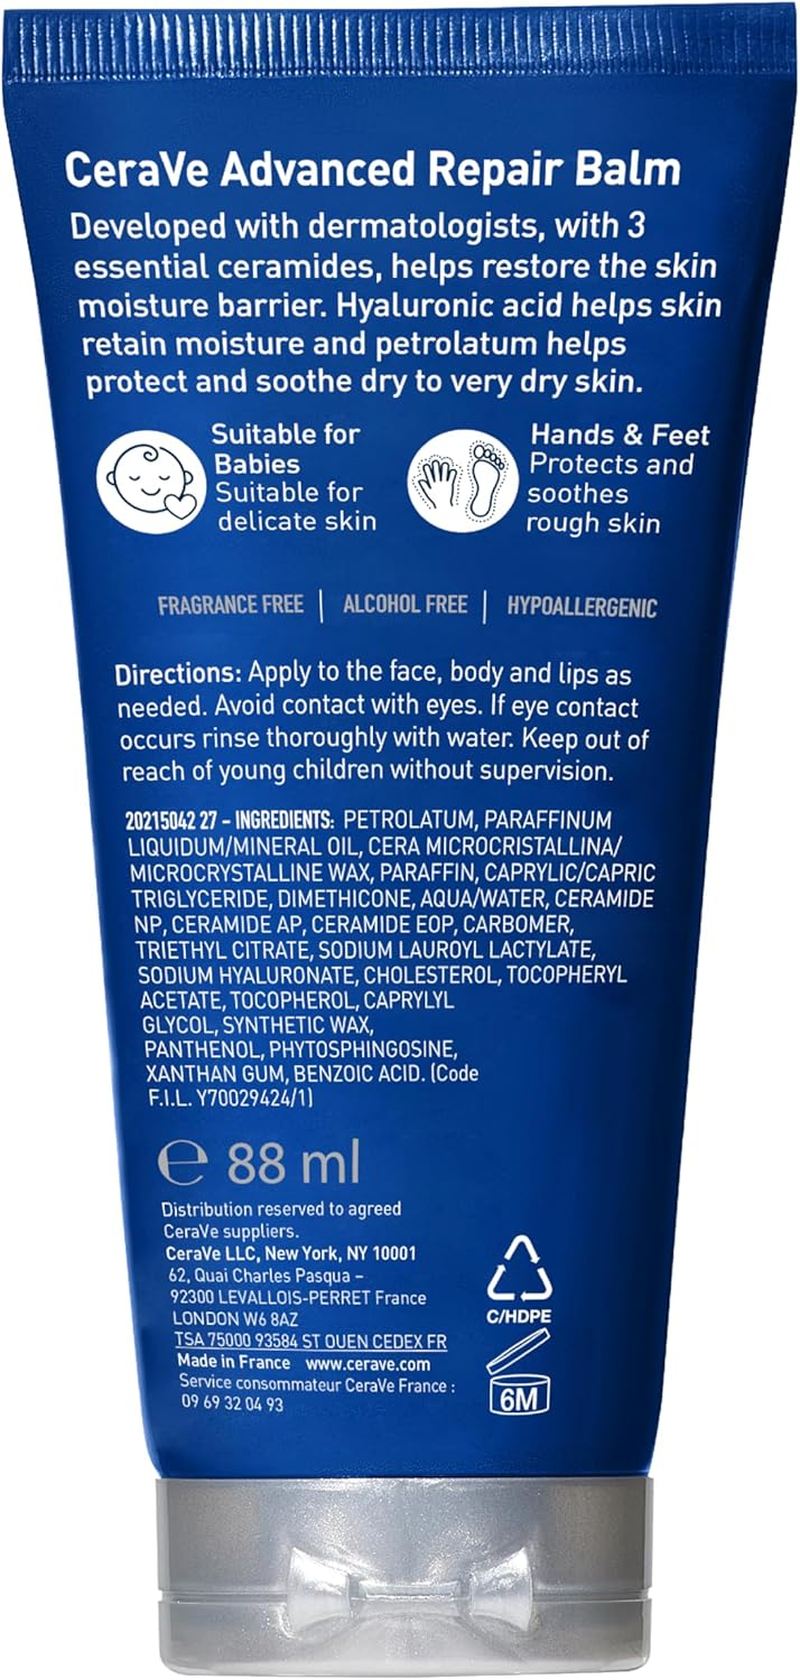 CeraVe Advanced Repair Balm
Developed with dermatologists, with 3
essential ceramides, helps restore the skin
moisture barrier. Hyaluronic acid helps skin
retain moisture and petrolatum helps
protect and soothe dry to very dry skin.
Suitable for
Babies
Suitable for
delicate skin
Hands & Feet
Protects and
soothes
rough skin
FRAGRANCE FREE | ALCOHOL FREE | HYPOALLERGENIC
Directions: Apply to the face, body and lips as
needed. Avoid contact with eyes. If eye contact
occurs rinse thoroughly with water. Keep out of
reach of young children without supervision.
20215042 27 – INGREDIENTS: PETROLATUM, PARAFFINUM
LIQUIDUM/MINERAL OIL, CERA MICROCRISTALLINA/
MICROCRYSTALLINE WAX, PARAFFIN, CAPRYLIC/CAPRIC
TRIGLYCERIDE, DIMETHICONE, AQUA/WATER, CERAMIDE
NP, CERAMIDE AP, CERAMIDE EOP, CARBOMER,
TRIETHYL CITRATE, SODIUM LAUROYL LACTYLATE,
SODIUM HYALURONATE, CHOLESTEROL, TOCOPHERYL
ACETATE, TOCOPHEROL, CAPRYLYL
GLYCOL, SYNTHETIC WAX,
PANTHENOL, PHYTOSPHINGOSINE,
XANTHAN GUM, BENZOIC ACID. (Code
F.I.L. Y70029424/1)
℮ 88 ml
Distribution reserved to agreed
CeraVe suppliers.
CeraVe LLC, New York, NY 10001
62, Quai Charles Pasqua –
92300 LEVALLOIS-PERRET France
LONDON W6 8AZ
TSA 75000 93584 ST OUEN CEDEX FR
Made in France www.cerave.com
Service consommateur CeraVe France :
09 69 32 04 93
C/HDPE
6M